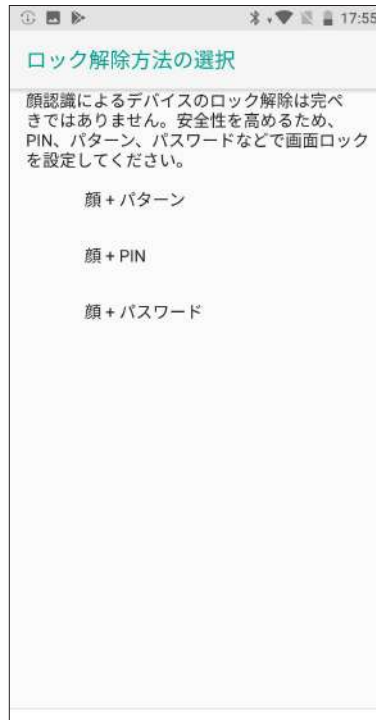 17:55
ロック解除方法の選択
顔認識によるデバイスのロック解除は完ぺ
きではありません。安全性を高めるため、
PIN、パターン、パスワードなどで画面ロック
を設定してください。
顔 + パターン
顔 + PIN
顔 + パスワード